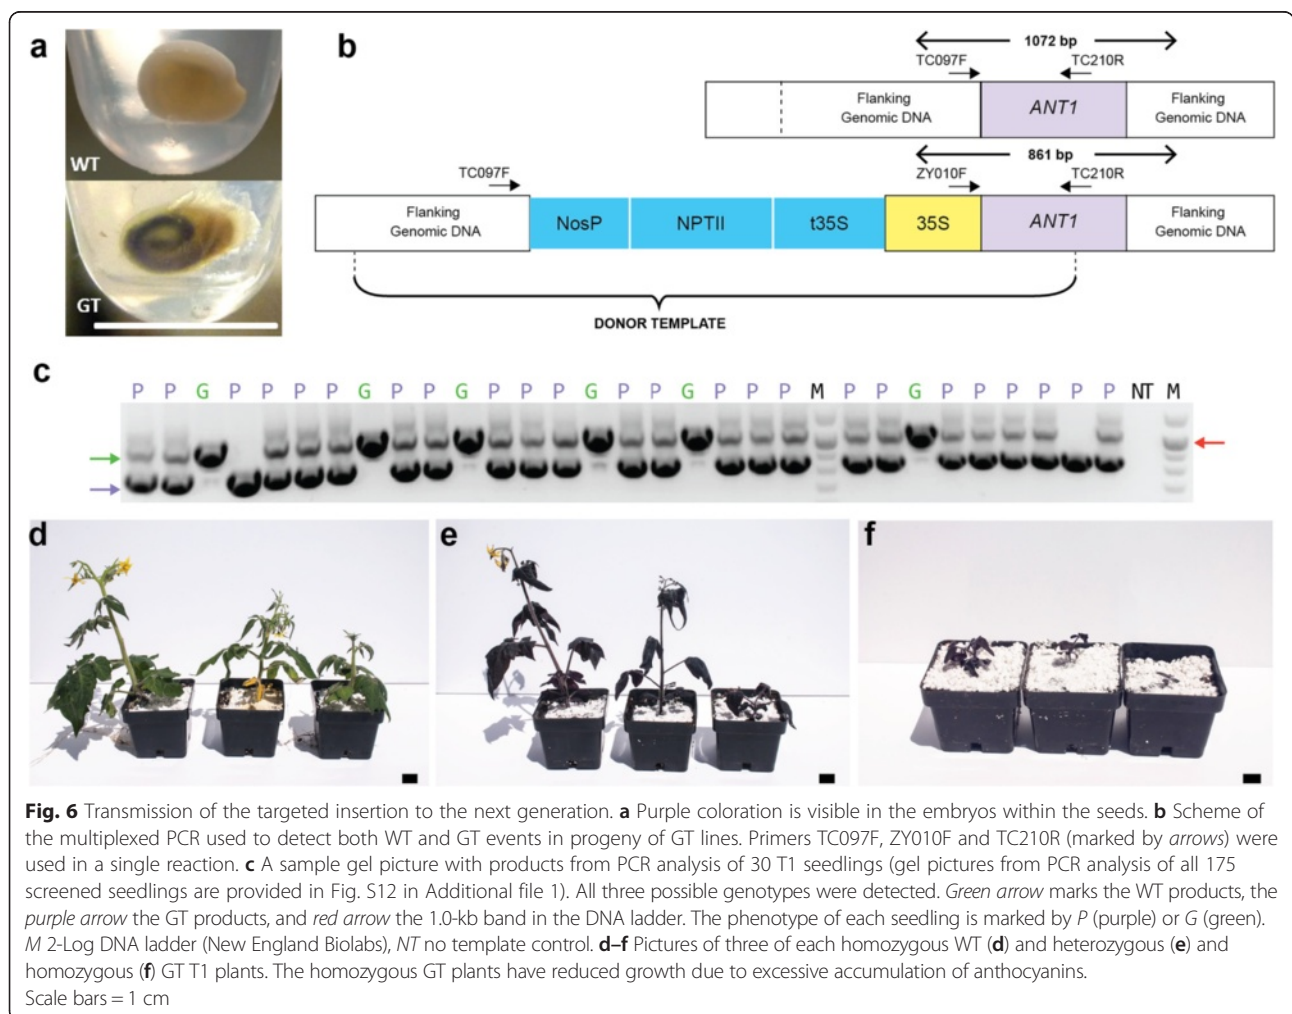 a
WT
GT
b
1072 bp
TC097F
TC210R
Flanking
Genomic DNA
ANT1
Flanking
Genomic DNA
861 bp
TC097F
ZY010F
TC210R
Flanking
Genomic DNA
NosP
NPTII
t35S
35S
ANT1
Flanking
Genomic DNA
DONOR TEMPLATE
c
P P G P P P P G P P G P P P G P P G P P P M P P G P P P P P P NT M
d
e
f
Fig. 6 Transmission of the targeted insertion to the next generation. a Purple coloration is visible in the embryos within the seeds. b Scheme of
the multiplexed PCR used to detect both WT and GT events in progeny of GT lines. Primers TC097F, ZY010F and TC210R (marked by arrows) were
used in a single reaction. c A sample gel picture with products from PCR analysis of 30 T1 seedlings (gel pictures from PCR analysis of all 175
screened seedlings are provided in Fig. S12 in Additional file 1). All three possible genotypes were detected. Green arrow marks the WT products, the
purple arrow the GT products, and red arrow the 1.0-kb band in the DNA ladder. The phenotype of each seedling is marked by P (purple) or G (green).
M 2-Log DNA ladder (New England Biolabs), NT no template control. d–f Pictures of three of each homozygous WT (d) and heterozygous (e) and
homozygous (f) GT T1 plants. The homozygous GT plants have reduced growth due to excessive accumulation of anthocyanins.
Scale bars = 1 cm